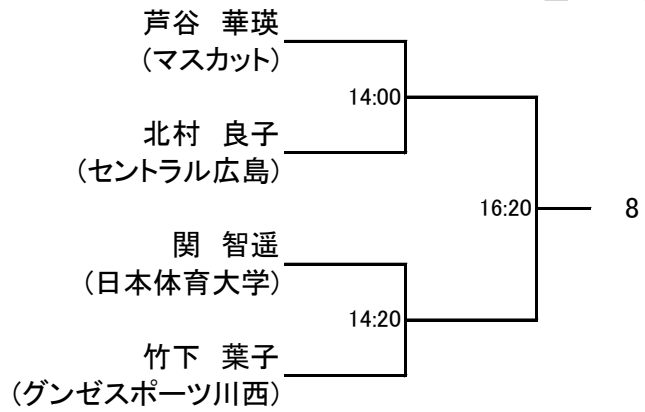 芦谷　華瑛
(マスカット)
14:00
北村　良子
(セントラル広島)
16:20
8
関　智遥
(日本体育大学)
14:20
竹下　葉子
(グンゼスポーツ川西)